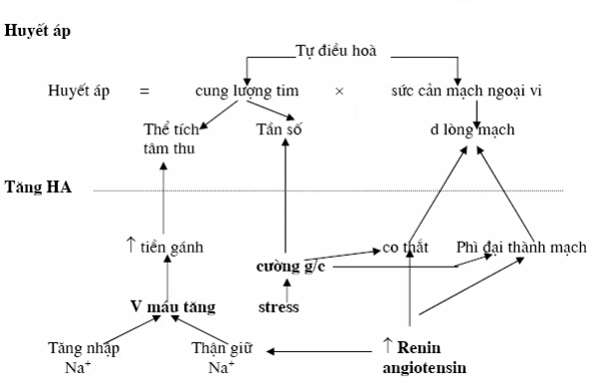 Huyết áp
Tự điều hoà
Huyết áp = cung lượng tim × sức cản mạch ngoại vi
Thể tích
tâm thu
Tần số
d lòng mạch
Tăng HA
↑ tiền gánh
cường g/c
co thắt
Phì đại thành mạch
V máu tăng
stress
Tăng nhập
Na⁺
Thận giữ
Na⁺
↑ Renin
angiotensin